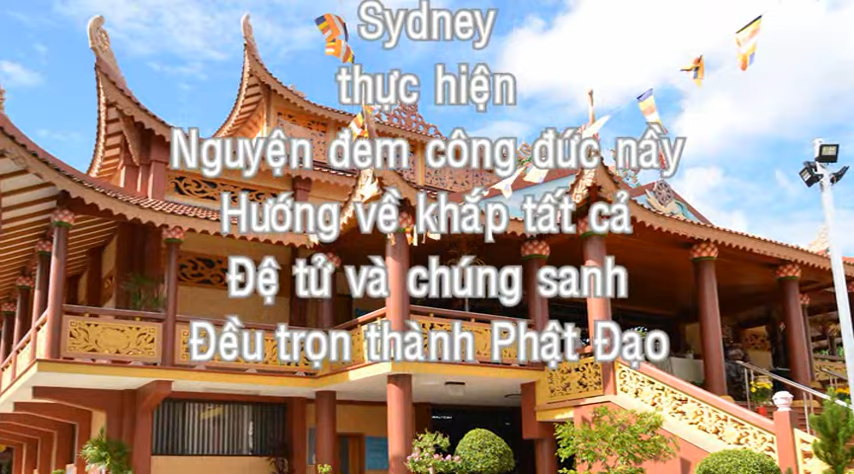 Sydney
thực hiện
Nguyện đem công đức nầy
Hướng về khắp tất cả
Đệ tử và chúng sanh
Đều trọn thành Phật Đạo